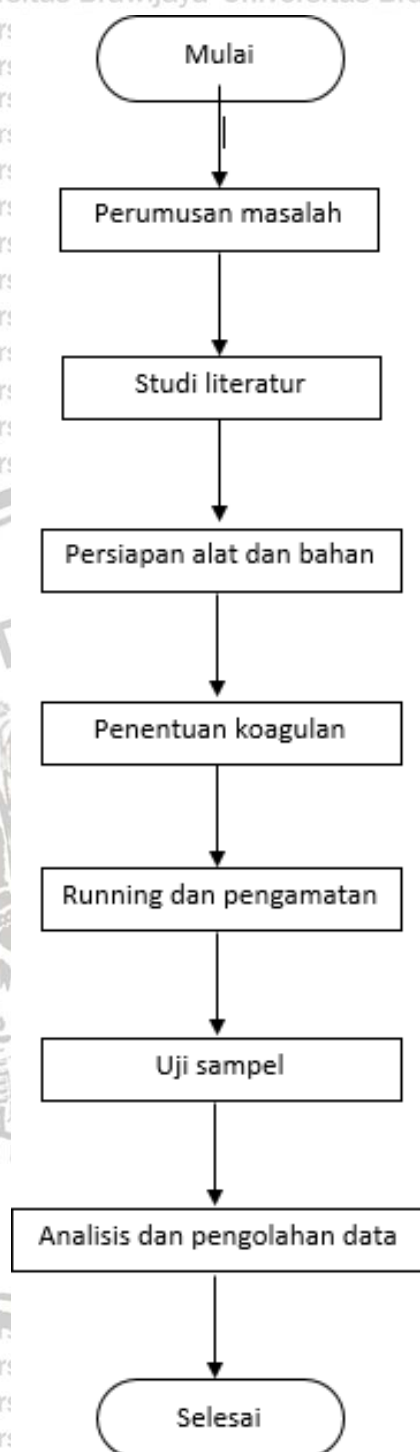 Mulai
Perumusan masalah
Studi literatur
Persiapan alat dan bahan
Penentuan koagulan
Running dan pengamatan
Uji sampel
Analisis dan pengolahan data
Selesai